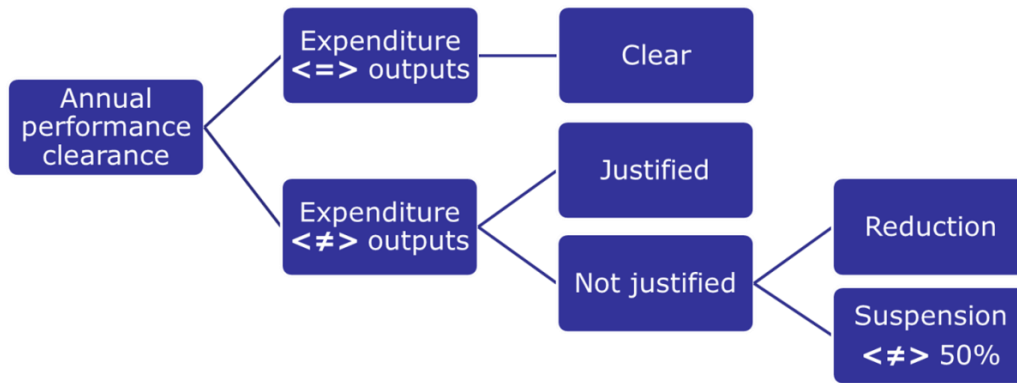 Annual
performance
clearance
Expenditure
<=> outputs
Clear
Expenditure
<≠> outputs
Justified
Not justified
Reduction
Suspension
<≠> 50%